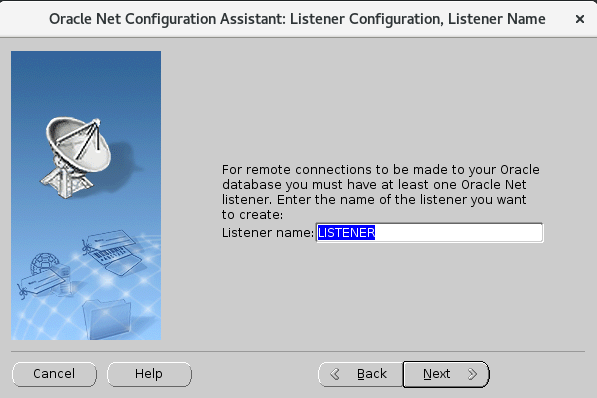 Oracle Net Configuration Assistant: Listener Configuration, Listener Name
For remote connections to be made to your Oracle
database you must have at least one Oracle Net
listener. Enter the name of the listener you want
to create:
Listener name: LISTENER
Cancel Help Back Next